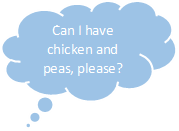 Can I have
chicken and
peas, please?